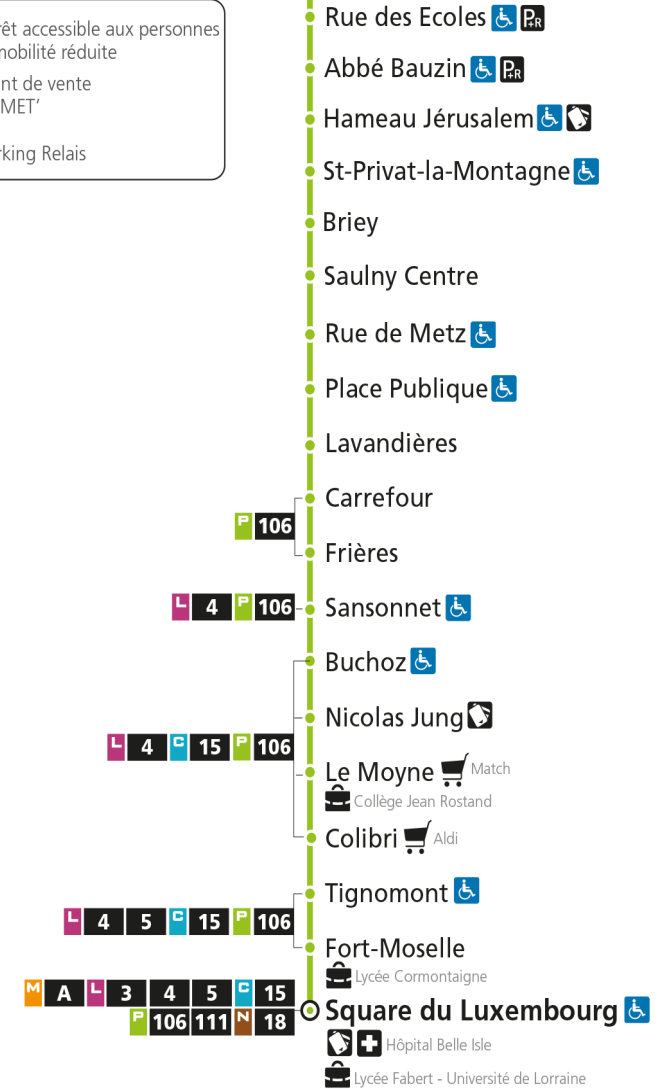 Rue des Ecoles P+R
êt accessible aux personnes
mobilité réduite
Abbé Bauzin P+R
nt de vente
MET'
Hameau Jérusalem
king Relais
St-Privat-la-Montagne
Briey
Saulny Centre
Rue de Metz
Place Publique
Lavandières
Carrefour
P 106
Frières
L 4 P 106 Sansonnet
Buchoz
Nicolas Jung
L 4 C 15 P 106
Le Moyne Match
Collège Jean Rostand
Colibri Aldi
Tignomont
L 4 5 C 15 P 106
Fort-Moselle
Lycée Cormontaigne
M A L 3 4 5 C 15
P 106 111 N 18
Square du Luxembourg
Hôpital Belle Isle
Lycée Fabert - Université de Lorraine